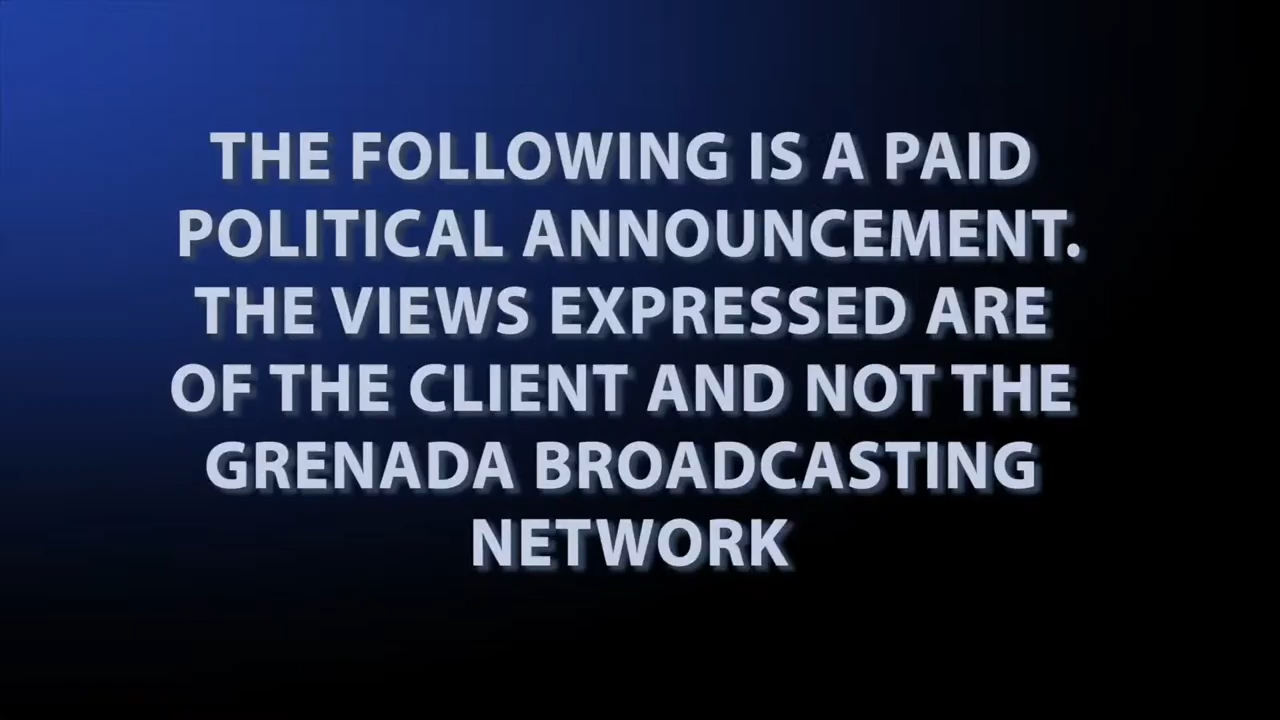 THE FOLLOWING IS A PAID
POLITICAL ANNOUNCEMENT.
THE VIEWS EXPRESSED ARE
OF THE CLIENT AND NOT THE
GRENADA BROADCASTING
NETWORK